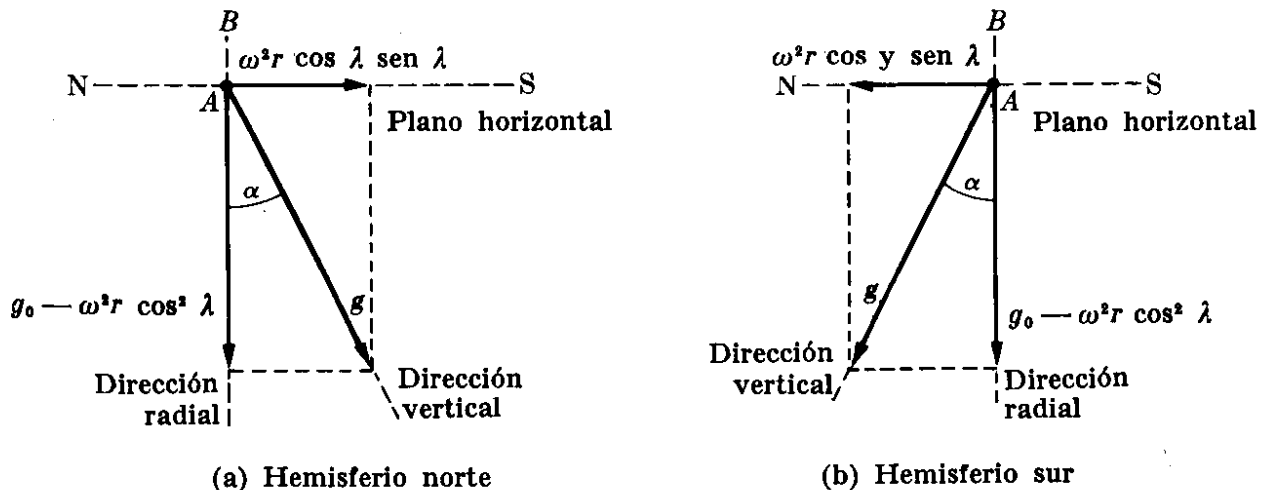 B
ω²r cos λ sen λ
N
S
A
Plano horizontal
α
g₀ — ω²r cos² λ
g
Dirección
radial
Dirección
vertical
(a) Hemisferio norte
B
ω²r cos y sen λ
N
S
A
Plano horizontal
α
g
g₀ — ω²r cos² λ
Dirección
vertical
Dirección
radial
(b) Hemisferio sur